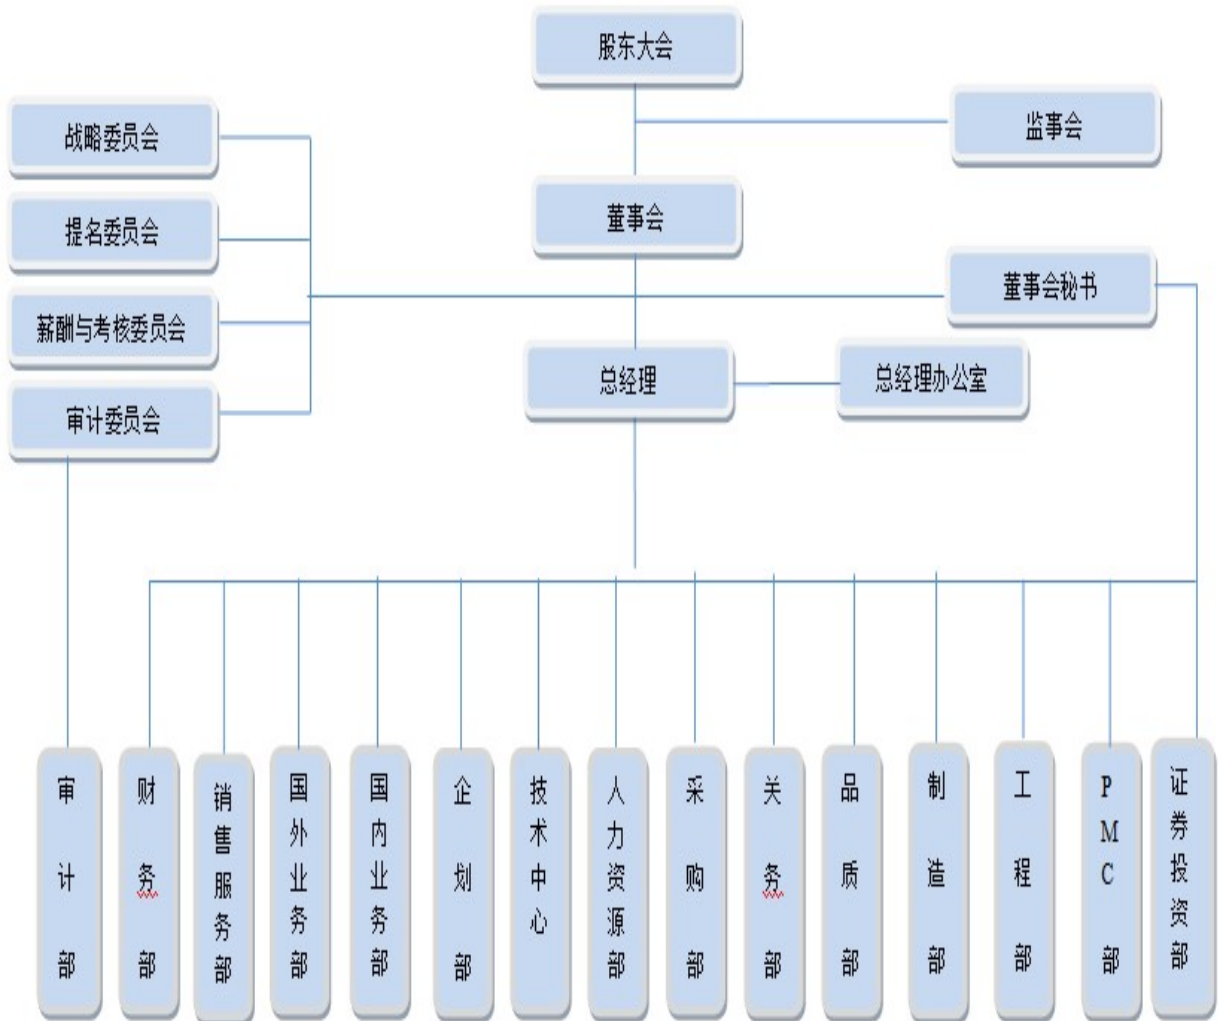 股东大会
战略委员会
监事会
提名委员会
董事会
董事会秘书
薪酬与考核委员会
总经理
总经理办公室
审计委员会
审计部
财务部
销售服务部
国外业务部
国内业务部
企划部
技术中心
人力资源部
采购部
关务部
品质部
制造部
工程部
PMC部
证券投资部